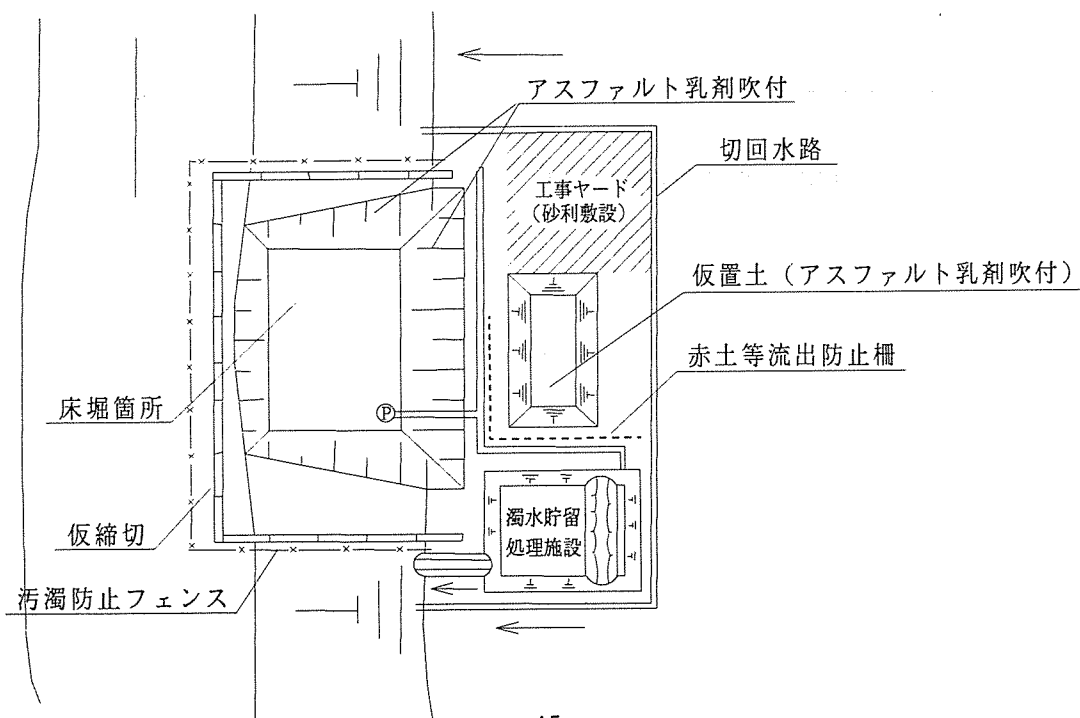 アスファルト乳剤吹付
切回水路
工事ヤード
(砂利敷設)
仮置土(アスファルト乳剤吹付)
赤土等流出防止柵
床堀箇所
P
濁水貯留
処理施設
仮締切
汚濁防止フェンス